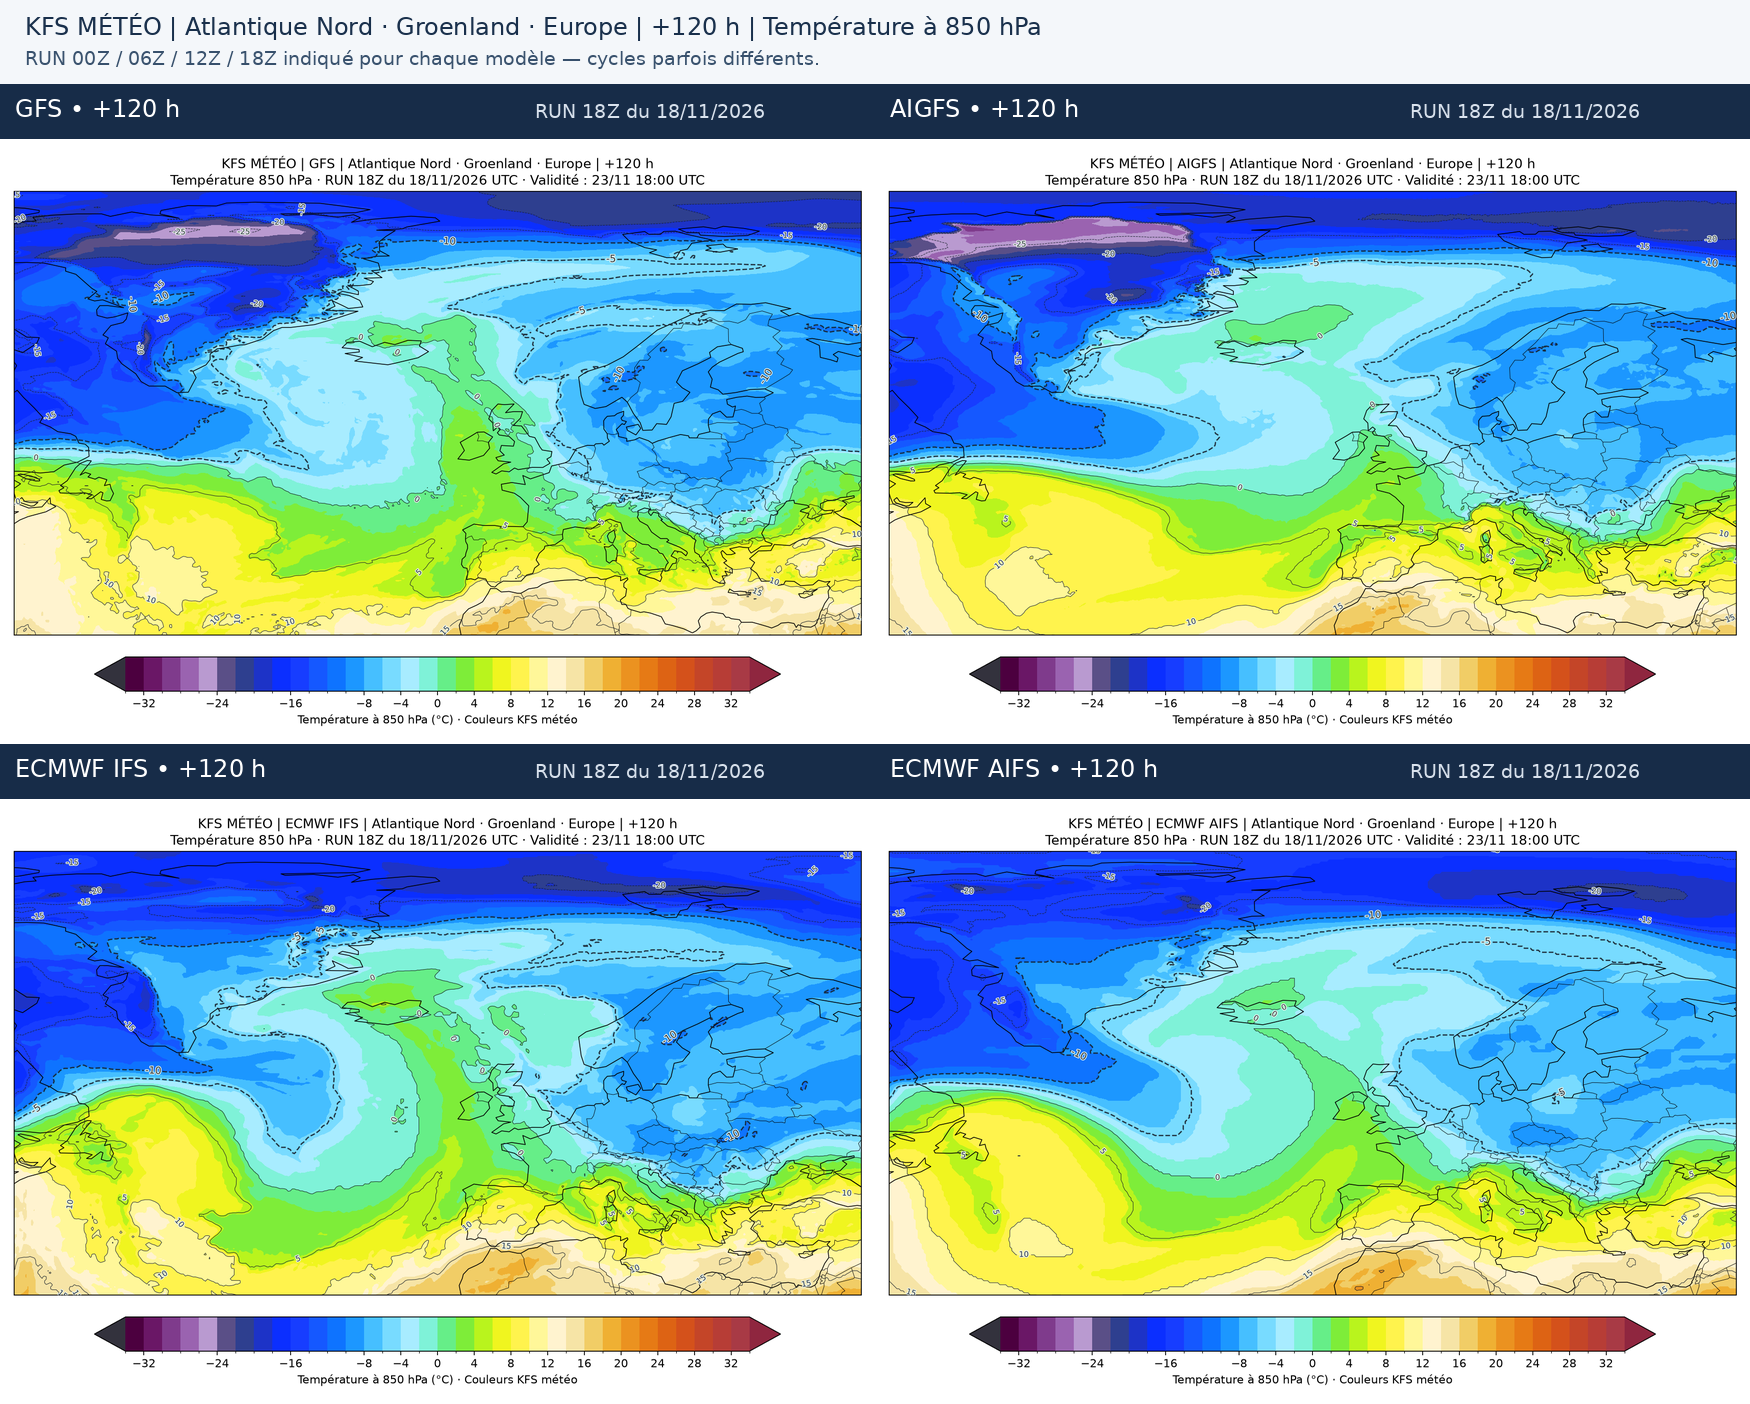 KFS MÉTÉO | Atlantique Nord · Groenland · Europe | +120 h | Température à 850 hPa
RUN 00Z / 06Z / 12Z / 18Z indiqué pour chaque modèle — cycles parfois différents.
GFS • +120 h
RUN 18Z du 18/11/2026
AIGFS • +120 h
RUN 18Z du 18/11/2026
KFS MÉTÉO | GFS | Atlantique Nord · Groenland · Europe | +120 h
Température 850 hPa · RUN 18Z du 18/11/2026 UTC · Validité : 23/11 18:00 UTC
KFS MÉTÉO | AIGFS | Atlantique Nord · Groenland · Europe | +120 h
Température 850 hPa · RUN 18Z du 18/11/2026 UTC · Validité : 23/11 18:00 UTC
−32 −24 −16 −8 −4 0 4 8 12 16 20 24 28 32
Température à 850 hPa (°C) · Couleurs KFS météo
−32 −24 −16 −8 −4 0 4 8 12 16 20 24 28 32
Température à 850 hPa (°C) · Couleurs KFS météo
ECMWF IFS • +120 h
RUN 18Z du 18/11/2026
ECMWF AIFS • +120 h
RUN 18Z du 18/11/2026
KFS MÉTÉO | ECMWF IFS | Atlantique Nord · Groenland · Europe | +120 h
Température 850 hPa · RUN 18Z du 18/11/2026 UTC · Validité : 23/11 18:00 UTC
KFS MÉTÉO | ECMWF AIFS | Atlantique Nord · Groenland · Europe | +120 h
Température 850 hPa · RUN 18Z du 18/11/2026 UTC · Validité : 23/11 18:00 UTC
−32 −24 −16 −8 −4 0 4 8 12 16 20 24 28 32
Température à 850 hPa (°C) · Couleurs KFS météo
−32 −24 −16 −8 −4 0 4 8 12 16 20 24 28 32
Température à 850 hPa (°C) · Couleurs KFS météo